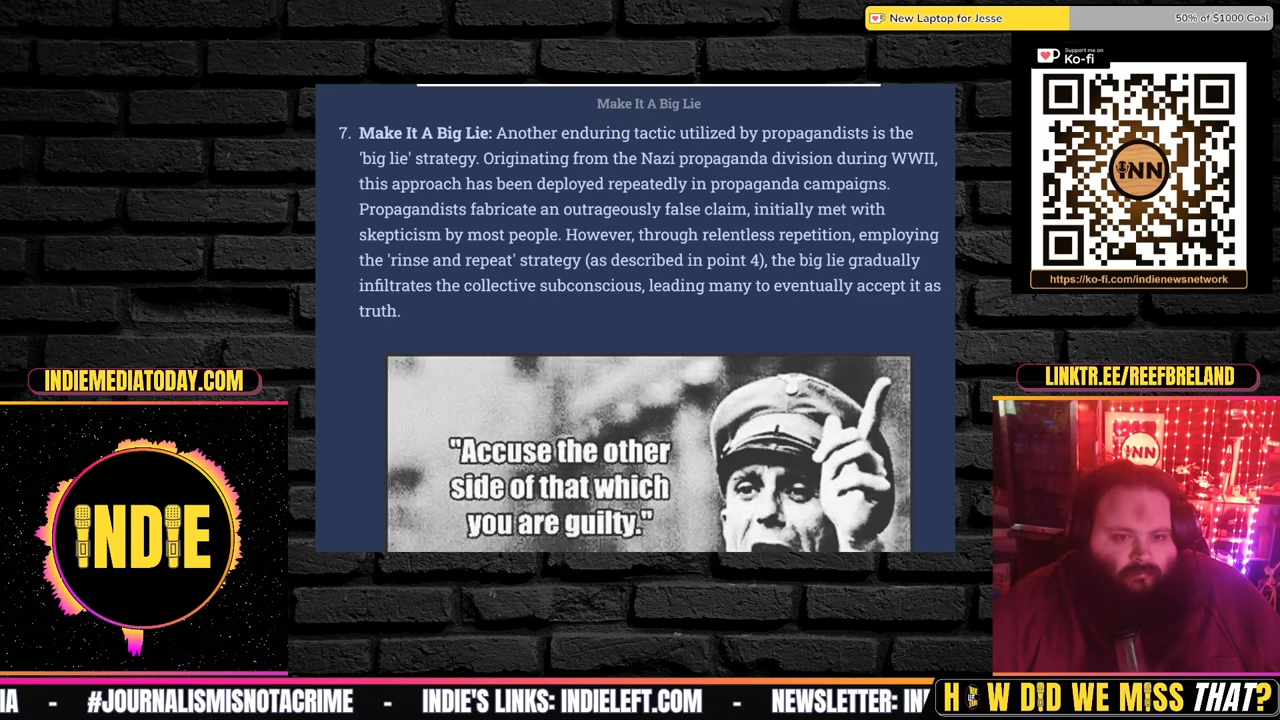 New Laptop for Jesse
50% of $1000 Goal
Support me on
Ko-fi
INN
https://ko-fi.com/indienewsnetwork
Make It A Big Lie
7. Make It A Big Lie: Another enduring tactic utilized by propagandists is the
'big lie' strategy. Originating from the Nazi propaganda division during WWII,
this approach has been deployed repeatedly in propaganda campaigns.
Propagandists fabricate an outrageously false claim, initially met with
skepticism by most people. However, through relentless repetition, employing
the 'rinse and repeat' strategy (as described in point 4), the big lie gradually
infiltrates the collective subconscious, leading many to eventually accept it as
truth.
"Accuse the other
side of that which
you are guilty."
INDIEMEDIATODAY.COM
INDIE
LINKTR.EE/REEFBRELAND
INN
IA - #JOURNALISMISNOTACRIME - INDIE'S LINKS: INDIELEFT.COM - NEWSLETTER: IN
HOW DID WE MISS THAT?